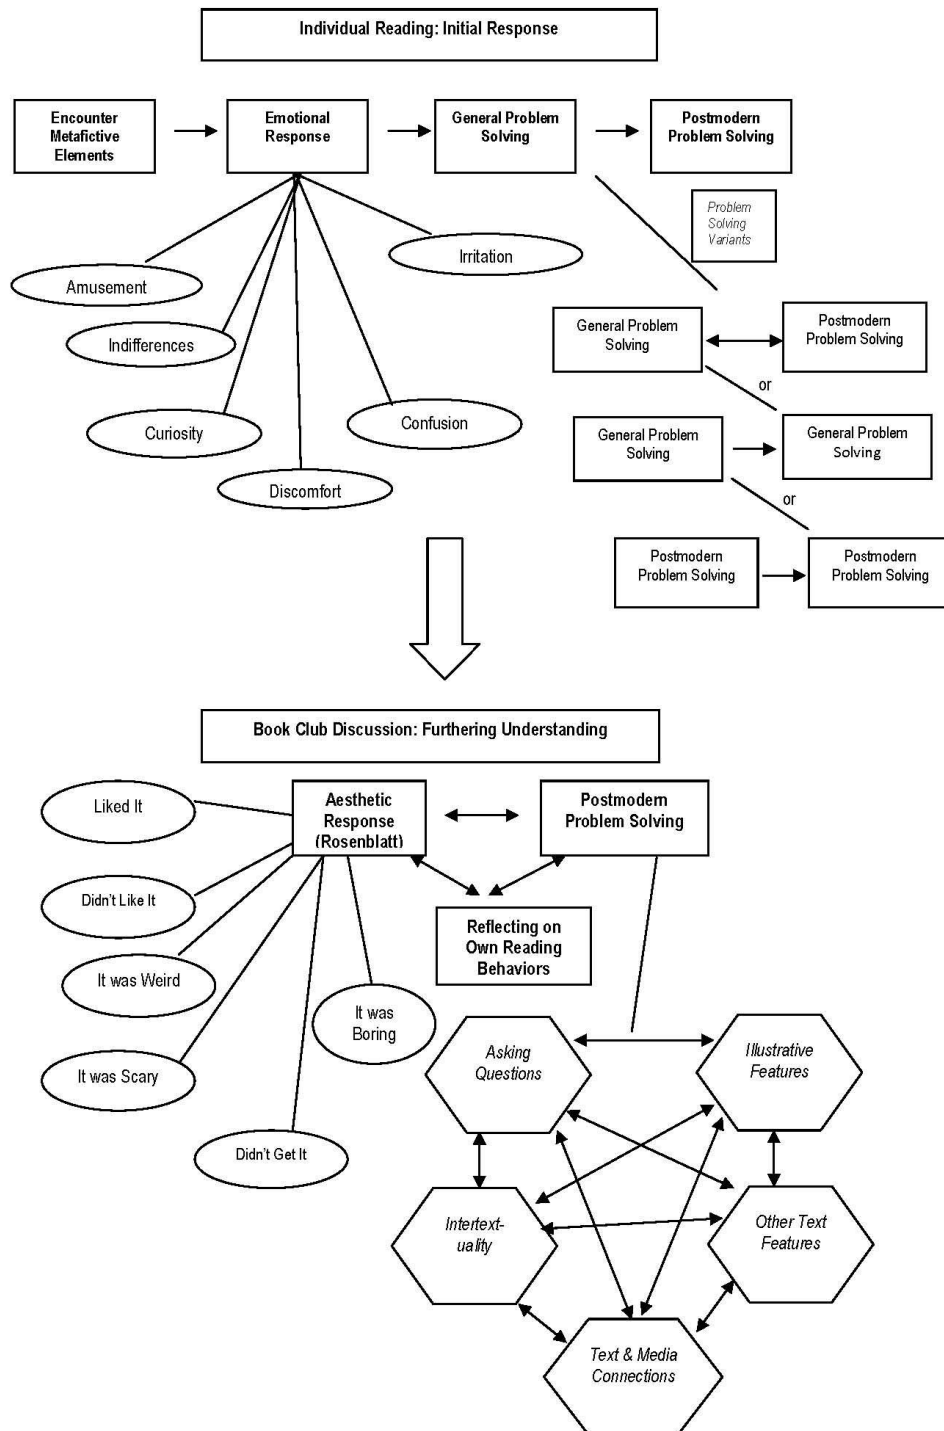 Individual Reading: Initial Response
Encounter
Metafictive
Elements
Emotional
Response
General Problem
Solving
Postmodern
Problem Solving
Problem
Solving
Variants
Irritation
Amusement
Indifferences
Curiosity
Confusion
Discomfort
General Problem
Solving
Postmodern
Problem Solving
or
General Problem
Solving
General Problem
Solving
or
Postmodern
Problem Solving
Postmodern
Problem Solving
Book Club Discussion: Furthering Understanding
Aesthetic
Response
(Rosenblatt)
Postmodern
Problem Solving
Reflecting on
Own Reading
Behaviors
Liked It
Didn't Like It
It was Weird
It was Scary
Didn't Get It
It was
Boring
Asking
Questions
Illustrative
Features
Intertext-
uality
Other Text
Features
Text & Media
Connections